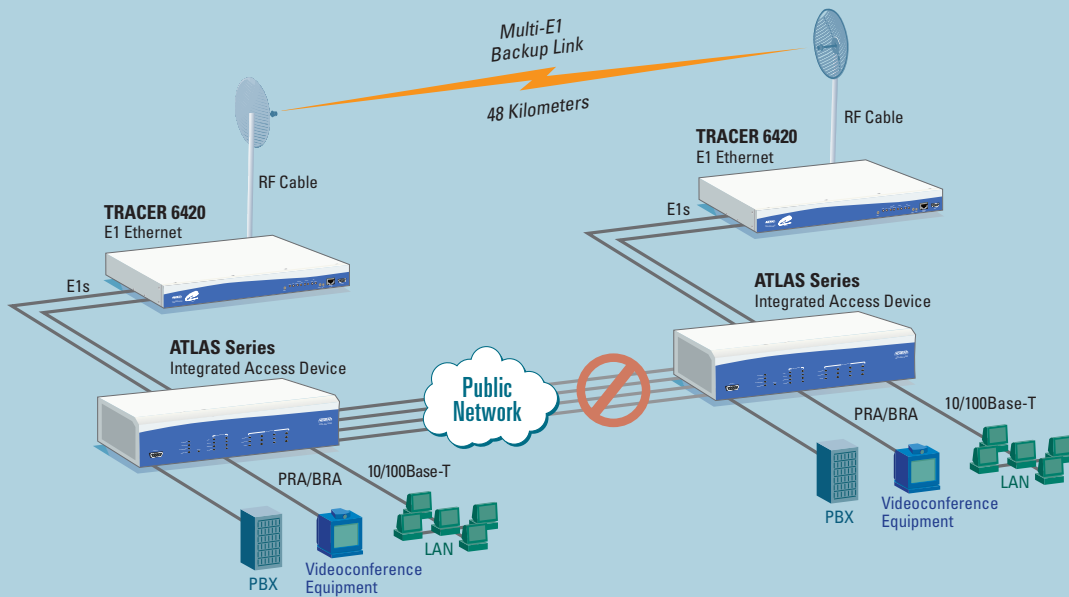 Multi-E1
Backup Link
48 Kilometers
RF Cable
TRACER 6420
E1 Ethernet
E1s
ATLAS Series
Integrated Access Device
PRA/BRA
10/100Base-T
PBX
Videoconference
Equipment
LAN
Public
Network
RF Cable
TRACER 6420
E1 Ethernet
E1s
ATLAS Series
Integrated Access Device
PRA/BRA
10/100Base-T
PBX
Videoconference
Equipment
LAN